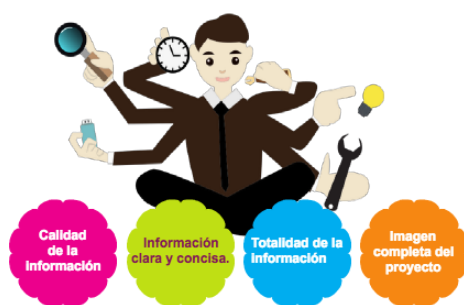 Calidad
de la
información
Información
clara y concisa.
Totalidad de la
información
Imagen
completa del
proyecto